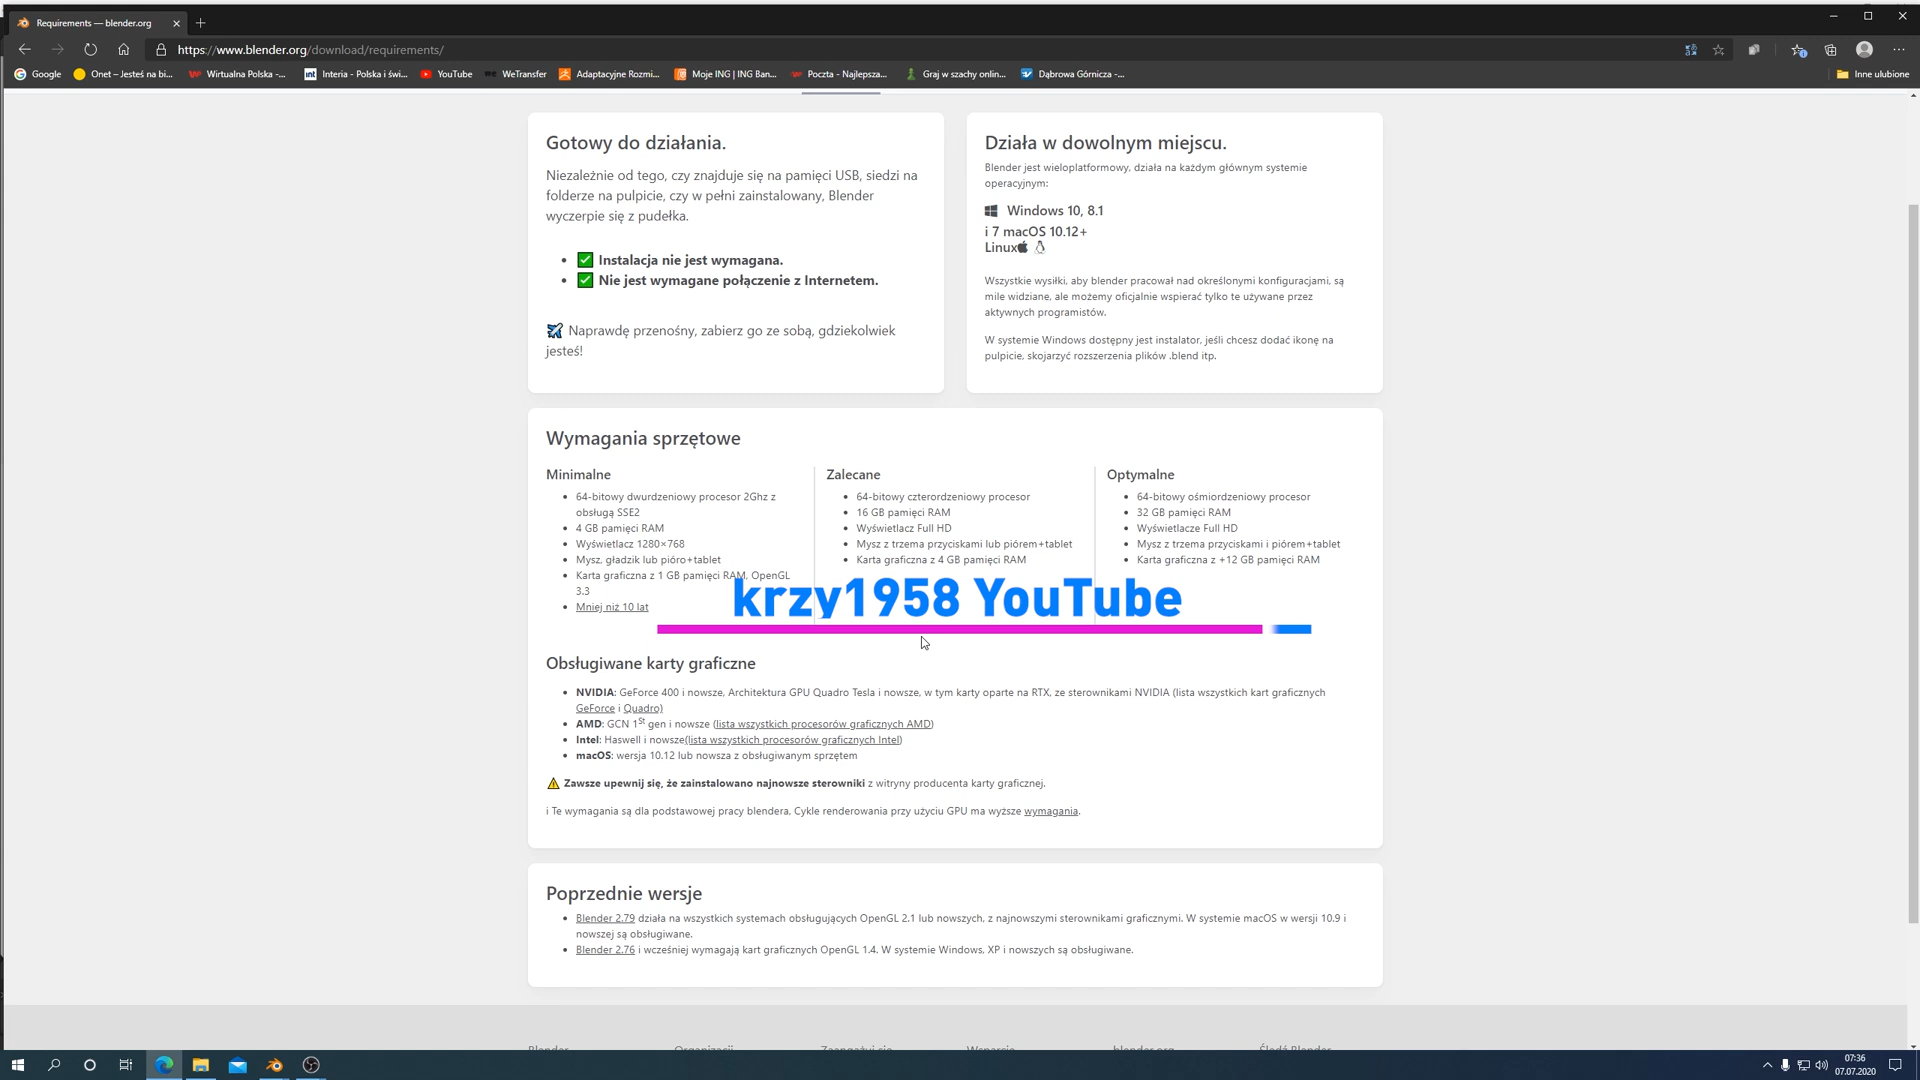 Requirements — blender.org
https://www.blender.org/download/requirements/
Google
Onet – Jesteś na bi...
Wirtualna Polska -...
Interia - Polska i świ...
YouTube
WeTransfer
Adaptacyjne Rozmi...
Moje ING | ING Ban...
Poczta - Najlepsza...
Graj w szachy onlin...
Dąbrowa Górnicza -...
Inne ulubione
Gotowy do działania.
Niezależnie od tego, czy znajduje się na pamięci USB, siedzi na
folderze na pulpicie, czy w pełni zainstalowany, Blender
wyczerpie się z pudełka.
Instalacja nie jest wymagana.
Nie jest wymagane połączenie z Internetem.
Naprawdę przenośny, zabierz go ze sobą, gdziekolwiek
jesteś!
Działa w dowolnym miejscu.
Blender jest wieloplatformowy, działa na każdym głównym systemie
operacyjnym:
Windows 10, 8.1
i 7 macOS 10.12+
Linux
Wszystkie wysiłki, aby blender pracował nad określonymi konfiguracjami, są
mile widziane, ale możemy oficjalnie wspierać tylko te używane przez
aktywnych programistów.
W systemie Windows dostępny jest instalator, jeśli chcesz dodać ikonę na
pulpicie, skojarzyć rozszerzenia plików .blend itp.
Wymagania sprzętowe
Minimalne
64-bitowy dwurdzeniowy procesor 2Ghz z
obsługą SSE2
4 GB pamięci RAM
Wyświetlacz 1280×768
Mysz, gładzik lub pióro+tablet
Karta graficzna z 1 GB pamięci RAM, OpenGL
3.3
Mniej niż 10 lat
Zalecane
64-bitowy czterordzeniowy procesor
16 GB pamięci RAM
Wyświetlacz Full HD
Mysz z trzema przyciskami lub piórem+tablet
Karta graficzna z 4 GB pamięci RAM
Optymalne
64-bitowy ośmiordzeniowy procesor
32 GB pamięci RAM
Wyświetlacze Full HD
Mysz z trzema przyciskami i piórem+tablet
Karta graficzna z +12 GB pamięci RAM
krzy1958 YouTube
Obsługiwane karty graficzne
NVIDIA: GeForce 400 i nowsze, Architektura GPU Quadro Tesla i nowsze, w tym karty oparte na RTX, ze sterownikami NVIDIA (lista wszystkich kart graficznych
GeForce i Quadro)
AMD: GCN 1St gen i nowsze (lista wszystkich procesorów graficznych AMD)
Intel: Haswell i nowsze(lista wszystkich procesorów graficznych Intel)
macOS: wersja 10.12 lub nowsza z obsługiwanym sprzętem
Zawsze upewnij się, że zainstalowano najnowsze sterowniki z witryny producenta karty graficznej.
i Te wymagania są dla podstawowej pracy blendera, Cykle renderowania przy użyciu GPU ma wyższe wymagania.
Poprzednie wersje
Blender 2.79 działa na wszystkich systemach obsługujących OpenGL 2.1 lub nowszych, z najnowszymi sterownikami graficznymi. W systemie macOS w wersji 10.9 i
nowszej są obsługiwane.
Blender 2.76 i wcześniej wymagają kart graficznych OpenGL 1.4. W systemie Windows, XP i nowszych są obsługiwane.
Blender
Organizacji
Zaangażuj się
Wsparcie
blender.org
Śledź Blender
07:36
07.07.2020